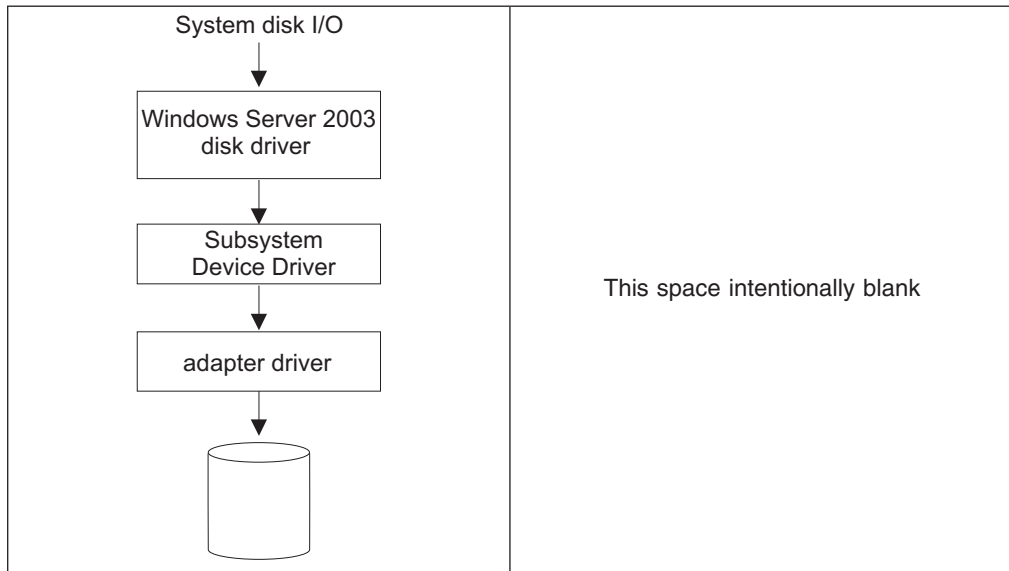 System disk I/O
Windows Server 2003
disk driver
Subsystem
Device Driver
adapter driver
This space intentionally blank